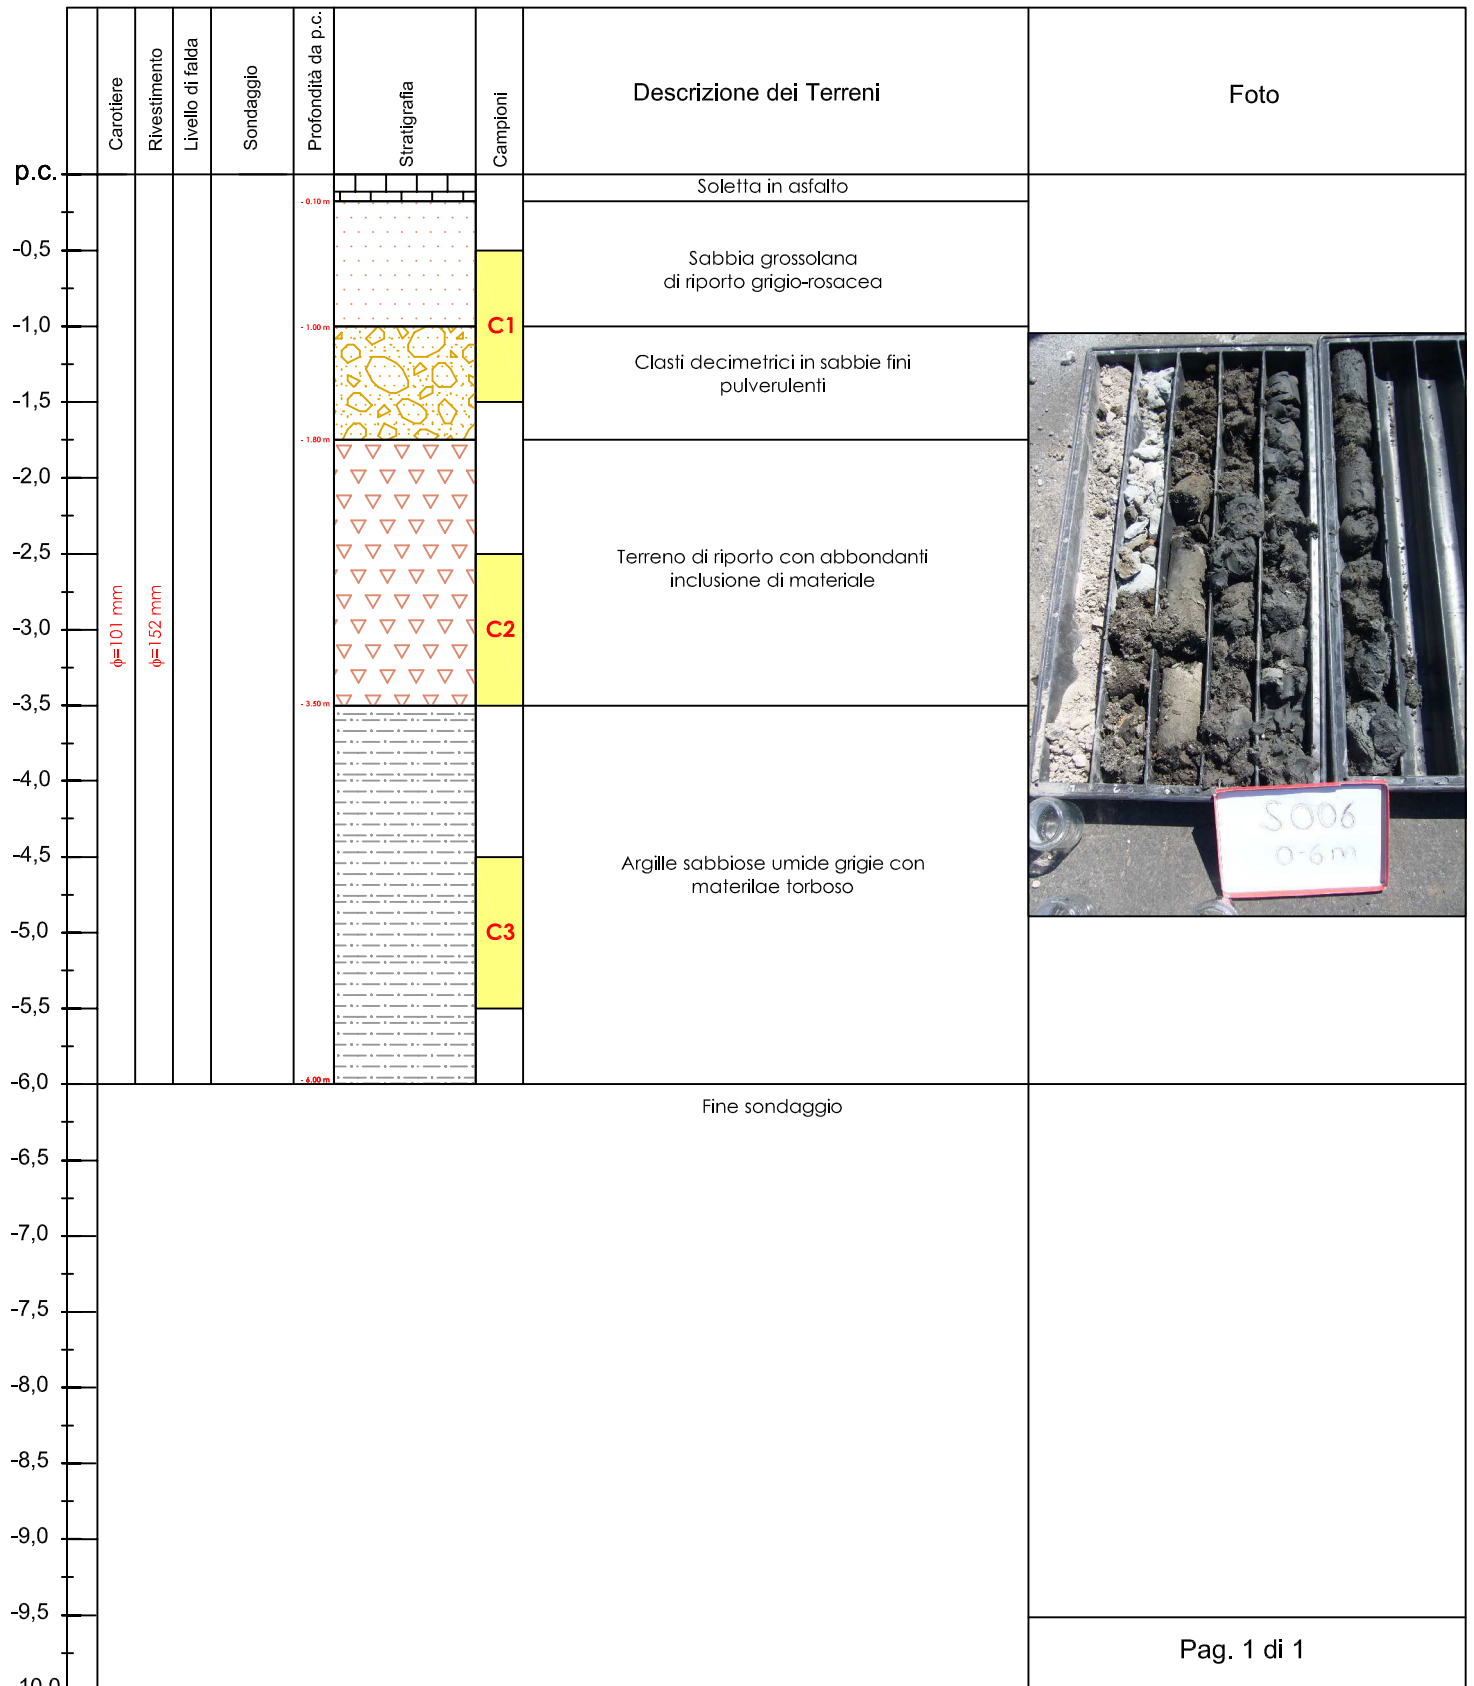 Carotiere
Rivestimento
Livello di falda
Sondaggio
Profondità da p.c.
Stratigrafia
Campioni
Descrizione dei Terreni
Foto
p.c.
Soletta in asfalto
- 0.10 m
-0,5
Sabbia grossolana
di riporto grigio-rosacea
-1,0
- 1.00 m
C1
Clasti decimetrici in sabbie fini
pulverulenti
-1,5
- 1.80 m
-2,0
-2,5
Terreno di riporto con abbondanti
inclusione di materiale
ϕ=101 mm
ϕ=152 mm
-3,0
C2
-3,5
- 3.50 m
-4,0
S006
0-6m
-4,5
Argille sabbiose umide grigie con
materilae torboso
-5,0
C3
-5,5
-6,0
- 6.00 m
Fine sondaggio
-6,5
-7,0
-7,5
-8,0
-8,5
-9,0
-9,5
Pag. 1 di 1
10,0